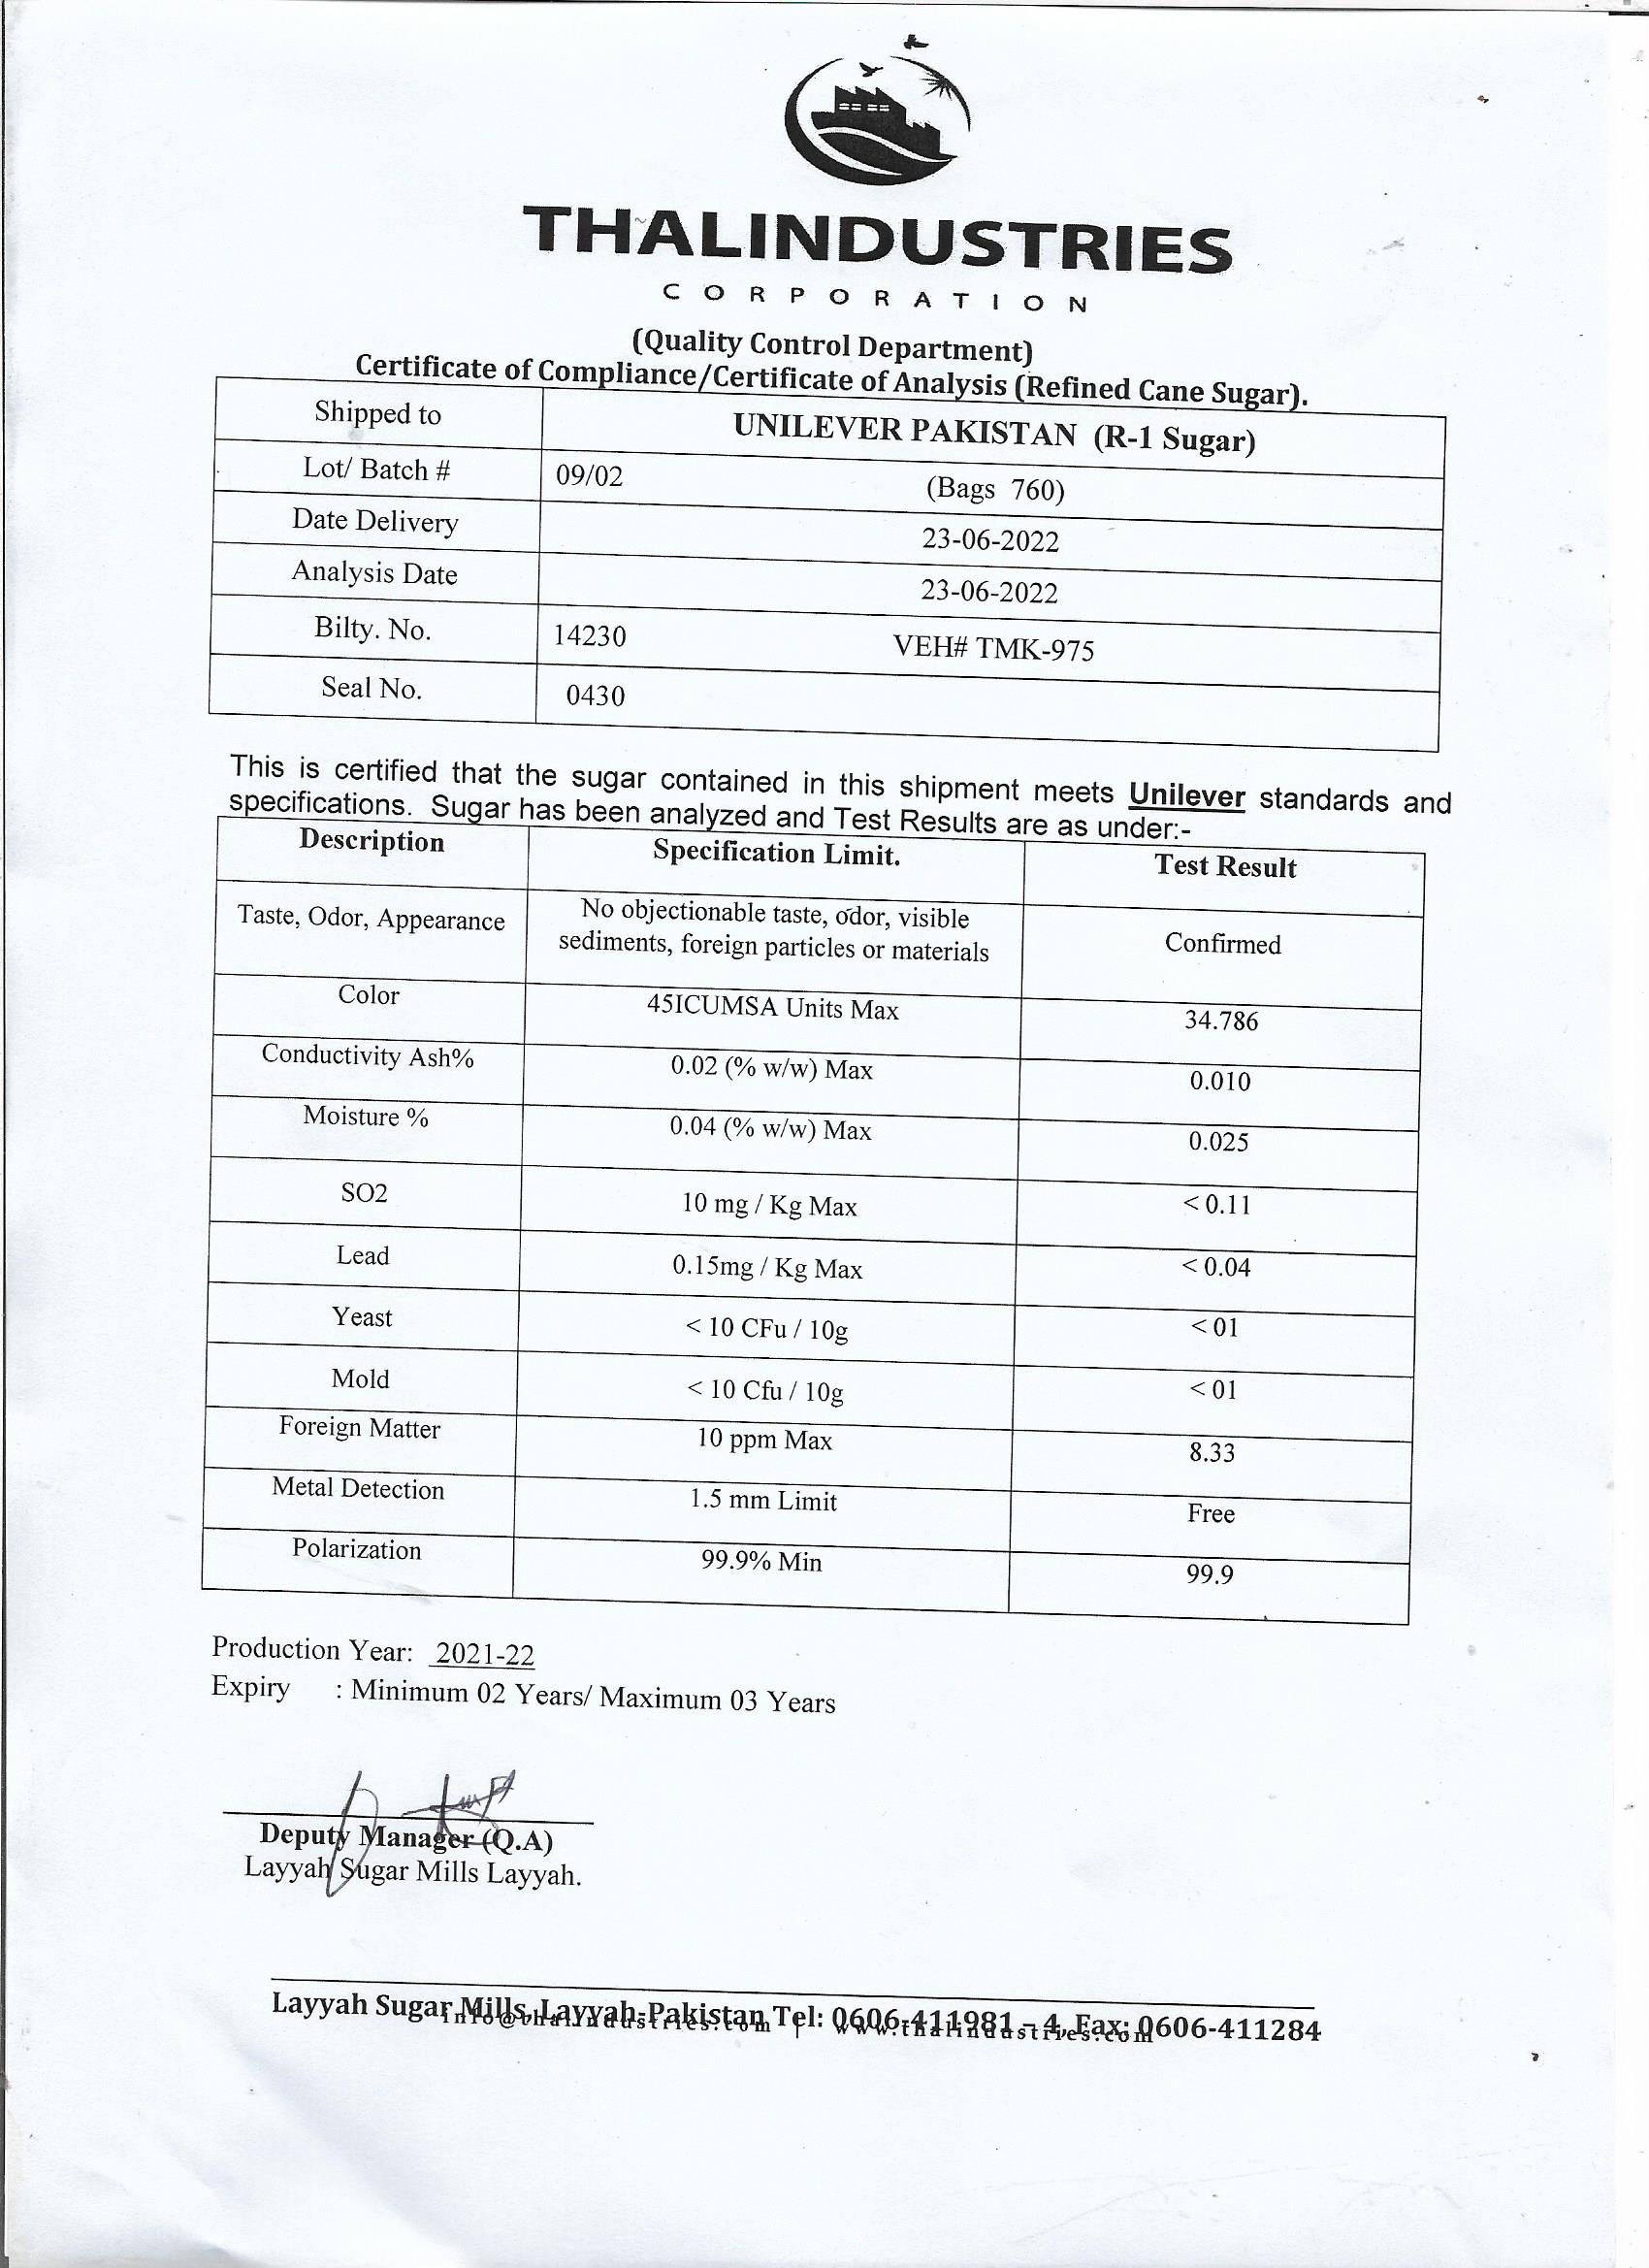 THALINDUSTRIES
CORPORATION
(Quality Control Department)
Certificate of Compliance/Certificate of Analysis (Refined Cane Sugar).
Shipped to UNILEVER PAKISTAN (R-1 Sugar)
Lot/ Batch # 09/02 (Bags 760)
Date Delivery 23-06-2022
Analysis Date 23-06-2022
Bilty. No. 14230 VEH# TMK-975
Seal No. 0430
This is certified that the sugar contained in this shipment meets Unilever standards and
specifications. Sugar has been analyzed and Test Results are as under:-
Description Specification Limit. Test Result
Taste, Odor, Appearance No objectionable taste, odor, visible
sediments, foreign particles or materials Confirmed
Color 45ICUMSA Units Max 34.786
Conductivity Ash% 0.02 (% w/w) Max 0.010
Moisture % 0.04 (% w/w) Max 0.025
SO2 10 mg / Kg Max < 0.11
Lead 0.15mg / Kg Max < 0.04
Yeast < 10 CFu / 10g < 01
Mold < 10 Cfu / 10g < 01
Foreign Matter 10 ppm Max 8.33
Metal Detection 1.5 mm Limit Free
Polarization 99.9% Min 99.9
Production Year: 2021-22
Expiry : Minimum 02 Years/ Maximum 03 Years
Deputy Manager (Q.A)
Layyah Sugar Mills Layyah.
Layyah Sugar Mills, Layyah-Pakistan Tel: 0606-411981 – 4, Fax: 0606-411284
info@thalindustries.com | www.thalindustries.com